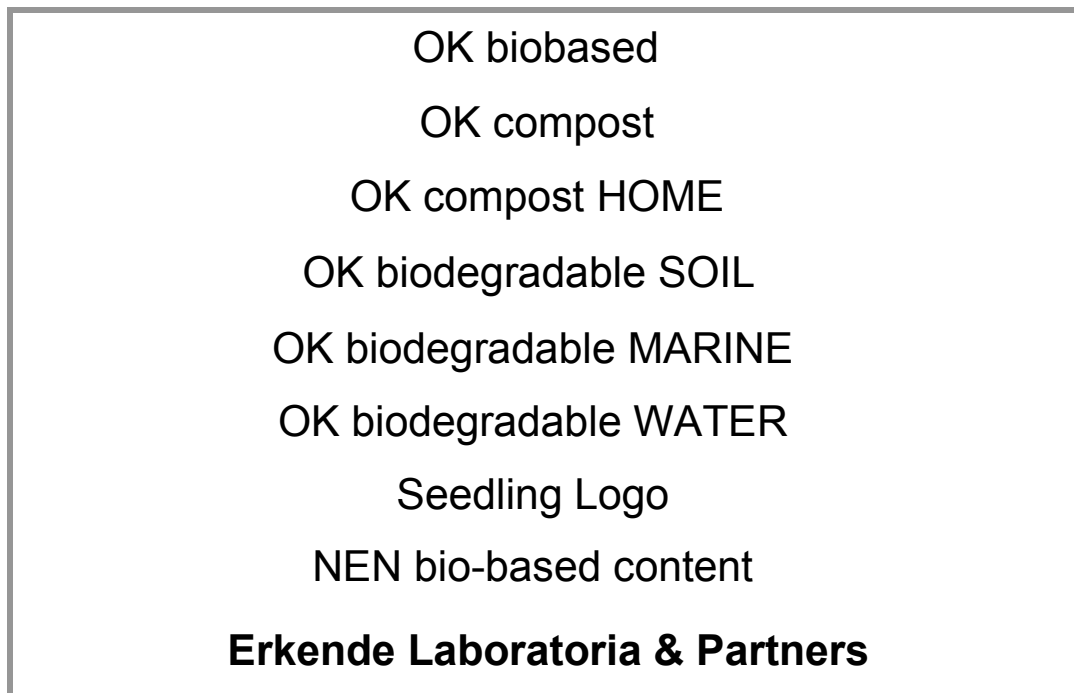 OK biobased
OK compost
OK compost HOME
OK biodegradable SOIL
OK biodegradable MARINE
OK biodegradable WATER
Seedling Logo
NEN bio-based content
Erkende Laboratoria & Partners